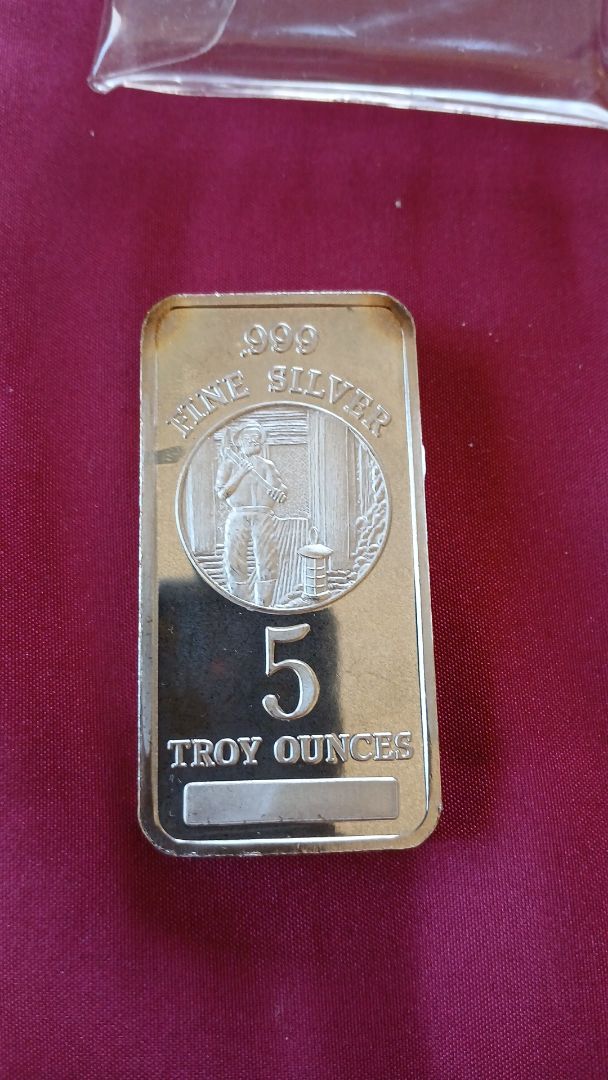 .999
FINE SILVER
5
TROY OUNCES